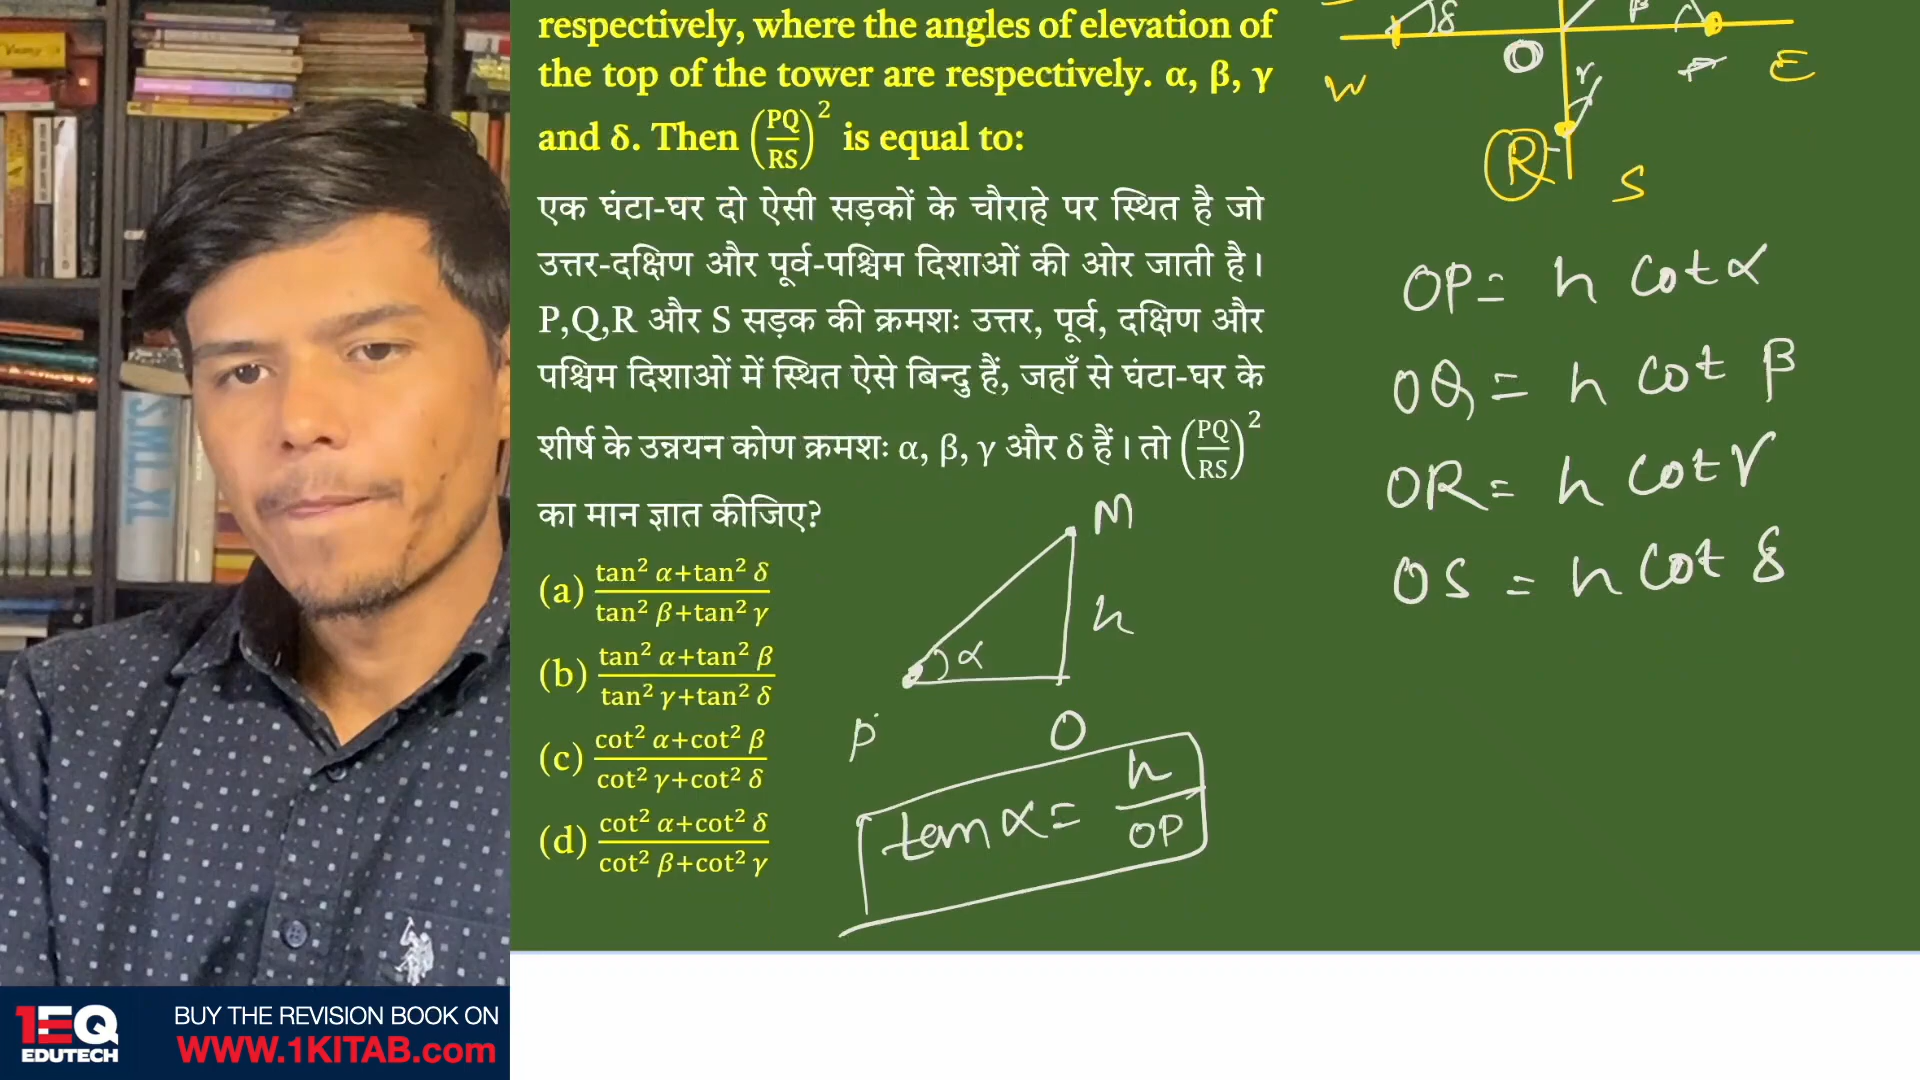 respectively, where the angles of elevation of
the top of the tower are respectively. α, β, γ
and δ. Then (PQ/RS)² is equal to:
एक घंटा-घर दो ऐसी सड़कों के चौराहे पर स्थित है जो
उत्तर-दक्षिण और पूर्व-पश्चिम दिशाओं की ओर जाती है।
P,Q,R और S सड़क की क्रमशः उत्तर, पूर्व, दक्षिण और
पश्चिम दिशाओं में स्थित ऐसे बिन्दु हैं, जहाँ से घंटा-घर के
शीर्ष के उन्नयन कोण क्रमशः α, β, γ और δ हैं। तो (PQ/RS)²
का मान ज्ञात कीजिए?
(a) (tan² α+tan² δ)/(tan² β+tan² γ)
(b) (tan² α+tan² β)/(tan² γ+tan² δ)
(c) (cot² α+cot² β)/(cot² γ+cot² δ)
(d) (cot² α+cot² δ)/(cot² β+cot² γ)
M
h
α
P
O
tan α = h/OP
δ
β
O
W
E
γ
R
S
OP = h cot α
OQ = h cot β
OR = h cot γ
OS = h cot δ
SMLXL
1EQ
EDUTECH
BUY THE REVISION BOOK ON
WWW.1KITAB.com